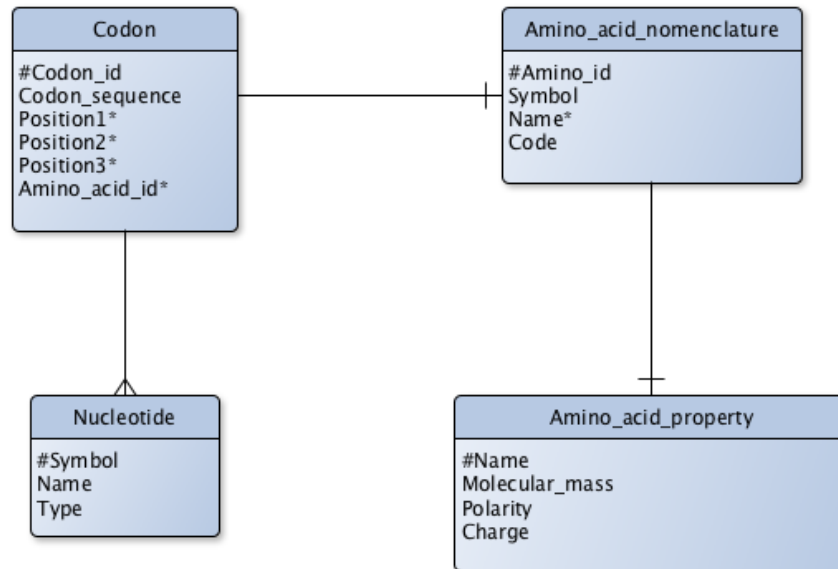 Codon
#Codon_id
Codon_sequence
Position1*
Position2*
Position3*
Amino_acid_id*
Amino_acid_nomenclature
#Amino_id
Symbol
Name*
Code
Nucleotide
#Symbol
Name
Type
Amino_acid_property
#Name
Molecular_mass
Polarity
Charge